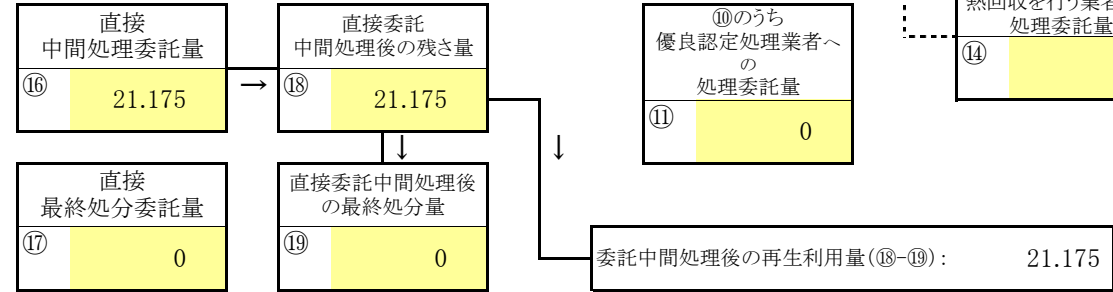 直接
中間処理委託量
⑯
21.175
→
直接委託
中間処理後の残さ量
⑱
21.175
⑩のうち
優良認定処理業者へ
の
処理委託量
⑪
0
熱回収を行う業者
処理委託量
⑭
↓
↓
直接
最終処分委託量
⑰
0
直接委託中間処理後
の最終処分量
⑲
0
委託中間処理後の再生利用量(⑱-⑲): 21.175